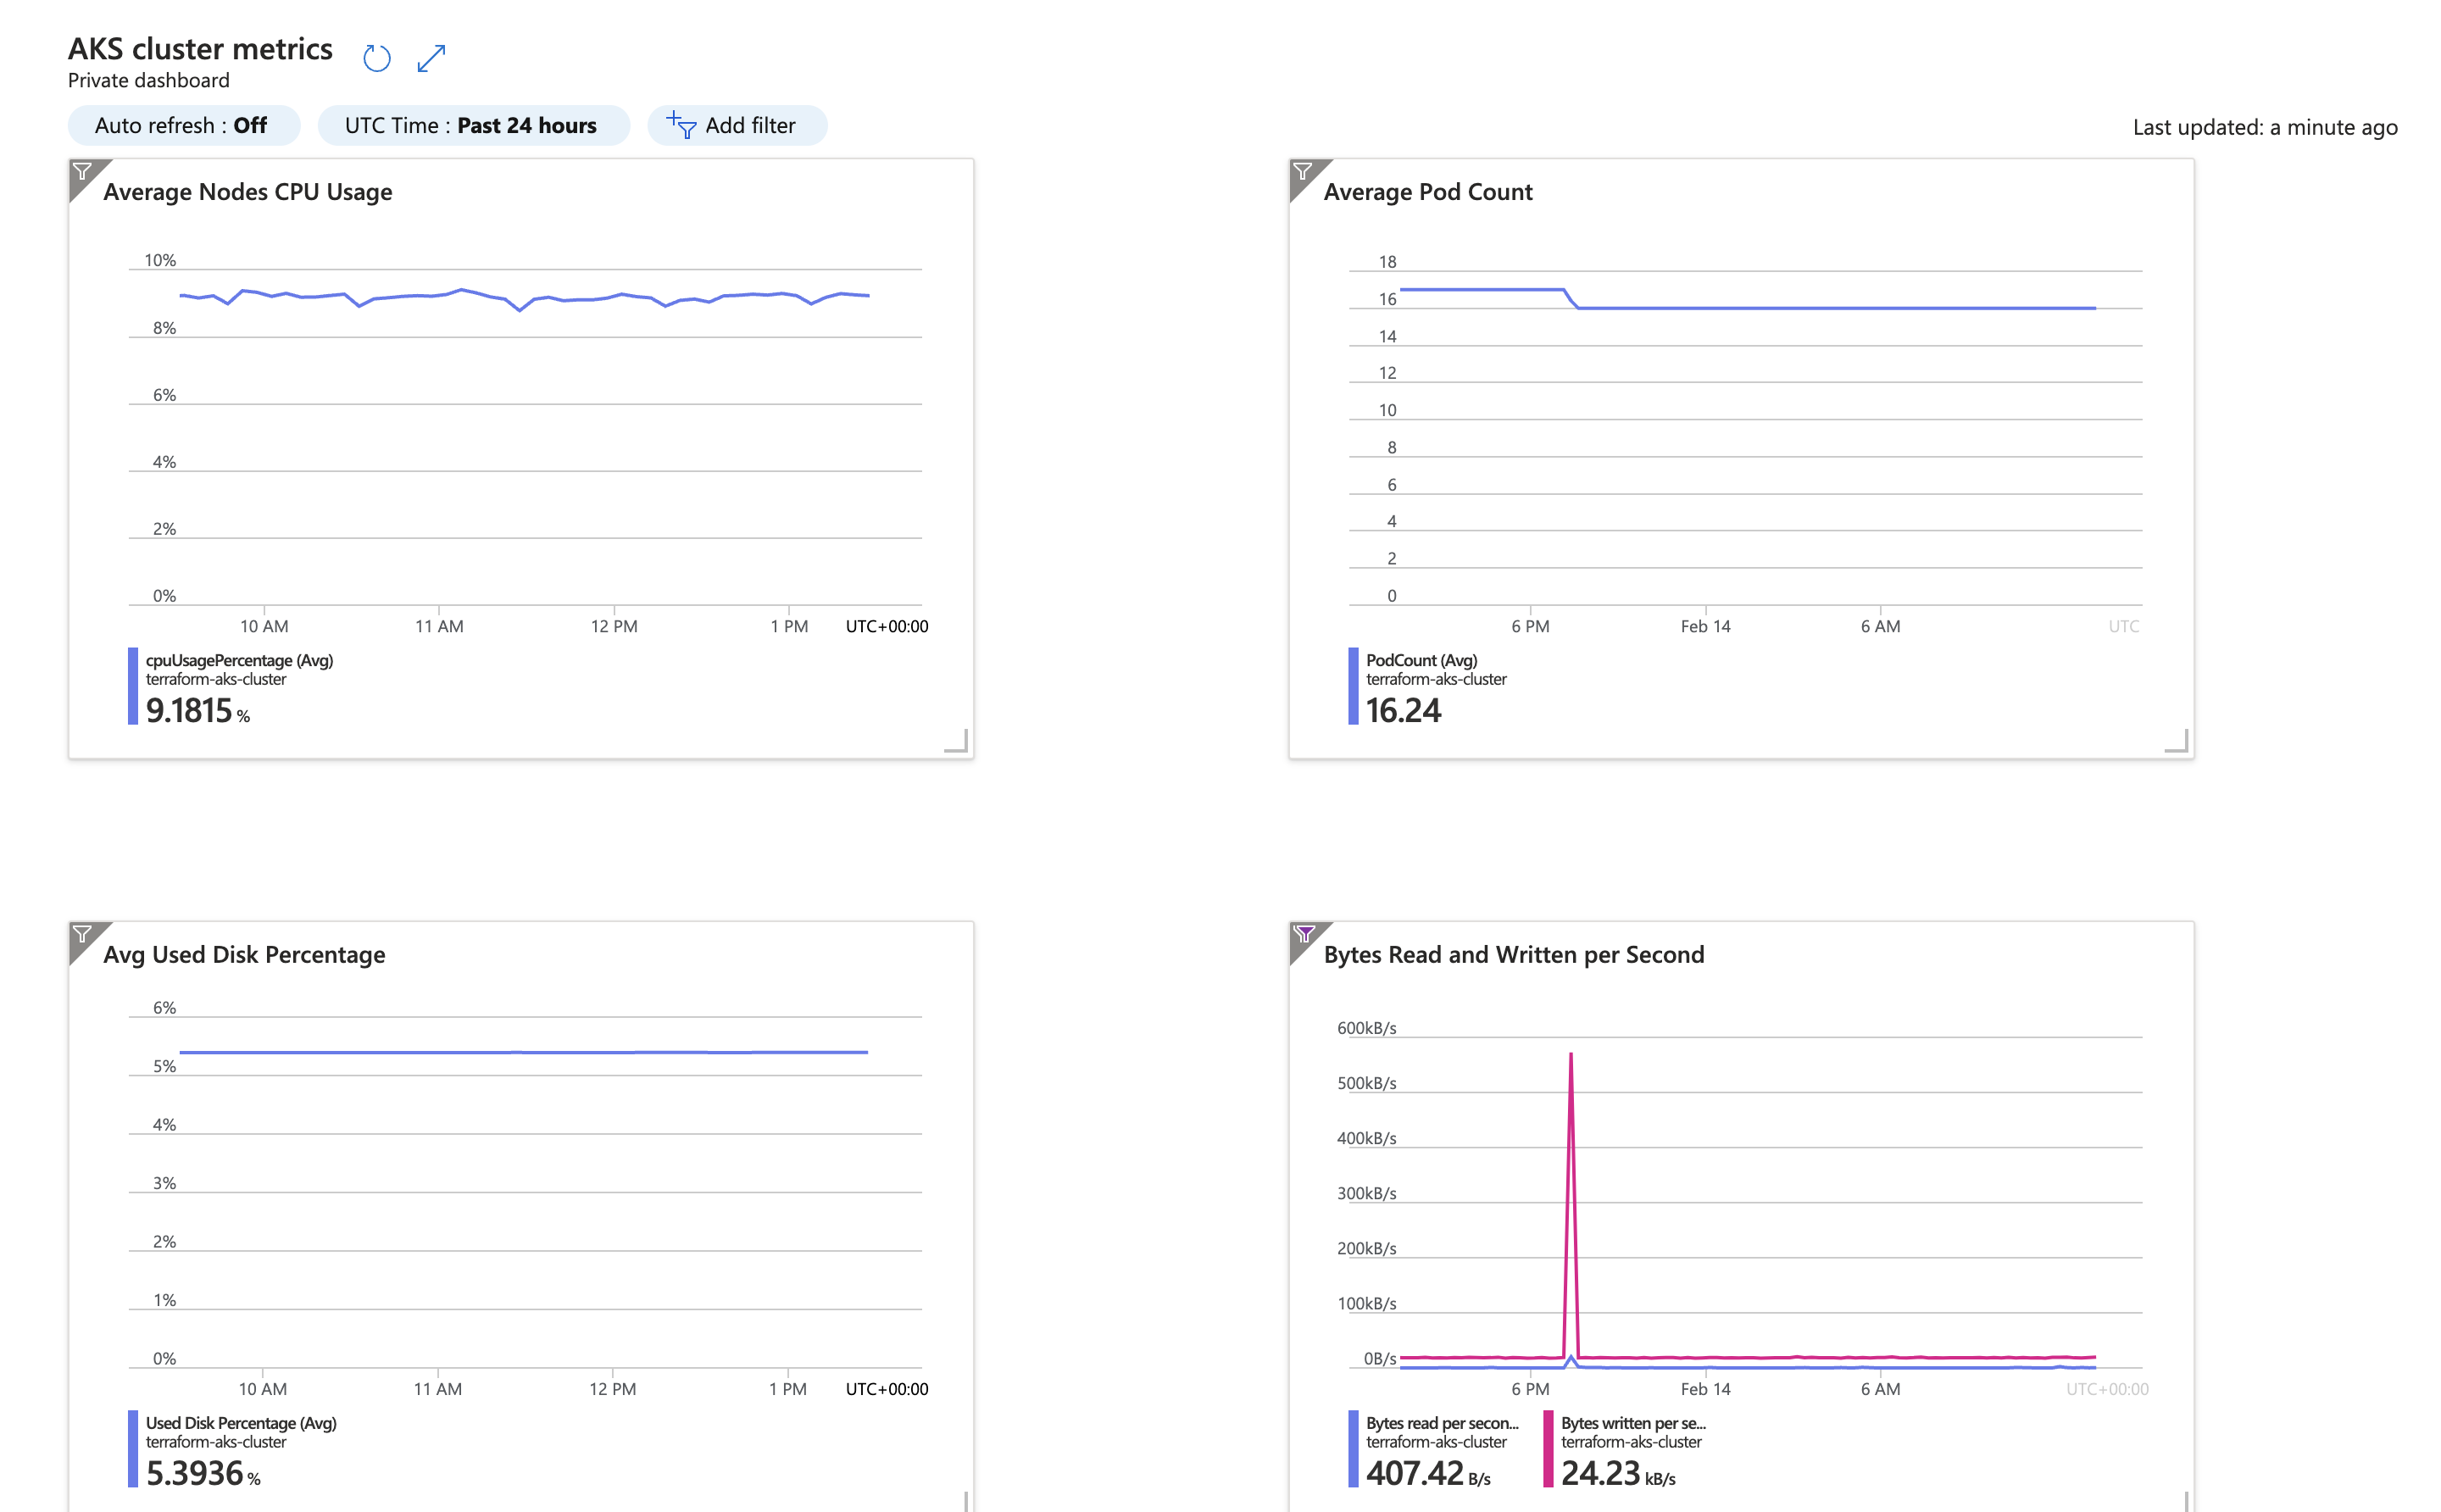 AKS cluster metrics
Private dashboard
Auto refresh : Off
UTC Time : Past 24 hours
Add filter
Last updated: a minute ago
Average Nodes CPU Usage
10%
8%
6%
4%
2%
0%
10 AM
11 AM
12 PM
1 PM
UTC+00:00
cpuUsagePercentage (Avg)
terraform-aks-cluster
9.1815 %
Average Pod Count
18
16
14
12
10
8
6
4
2
0
6 PM
Feb 14
6 AM
UTC
PodCount (Avg)
terraform-aks-cluster
16.24
Avg Used Disk Percentage
6%
5%
4%
3%
2%
1%
0%
10 AM
11 AM
12 PM
1 PM
UTC+00:00
Used Disk Percentage (Avg)
terraform-aks-cluster
5.3936 %
Bytes Read and Written per Second
600kB/s
500kB/s
400kB/s
300kB/s
200kB/s
100kB/s
0B/s
6 PM
Feb 14
6 AM
UTC+00:00
Bytes read per secon...
terraform-aks-cluster
407.42 B/s
Bytes written per se...
terraform-aks-cluster
24.23 kB/s